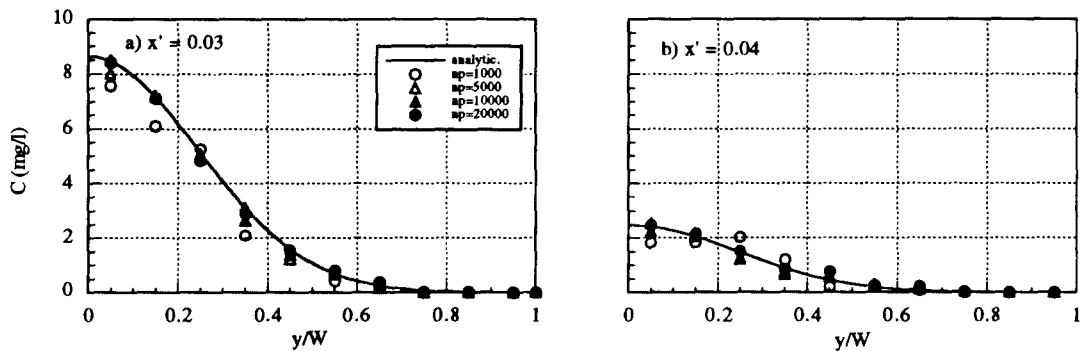 a) x' = 0.03
analytic.
np=1000
np=5000
np=10000
np=20000
C (mg/l)
10
8
6
4
2
0
0
0.2
0.4
0.6
0.8
1
y/W
b) x' = 0.04
0
0.2
0.4
0.6
0.8
1
y/W